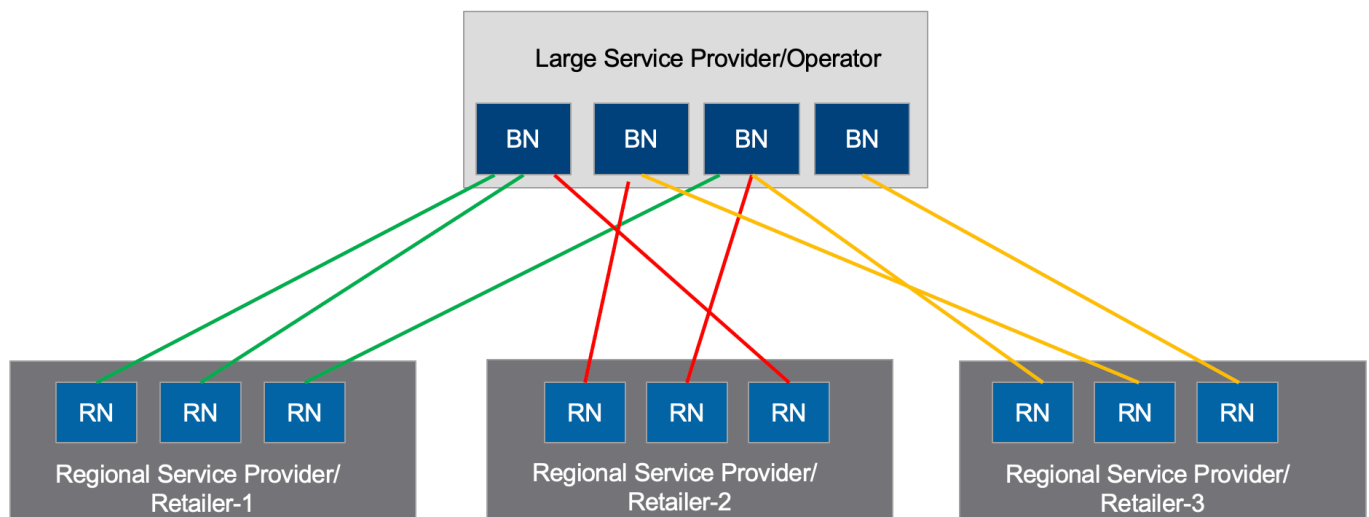 Large Service Provider/Operator
BN BN BN BN
RN RN RN RN RN RN RN RN RN
Regional Service Provider/
Retailer-1
Regional Service Provider/
Retailer-2
Regional Service Provider/
Retailer-3